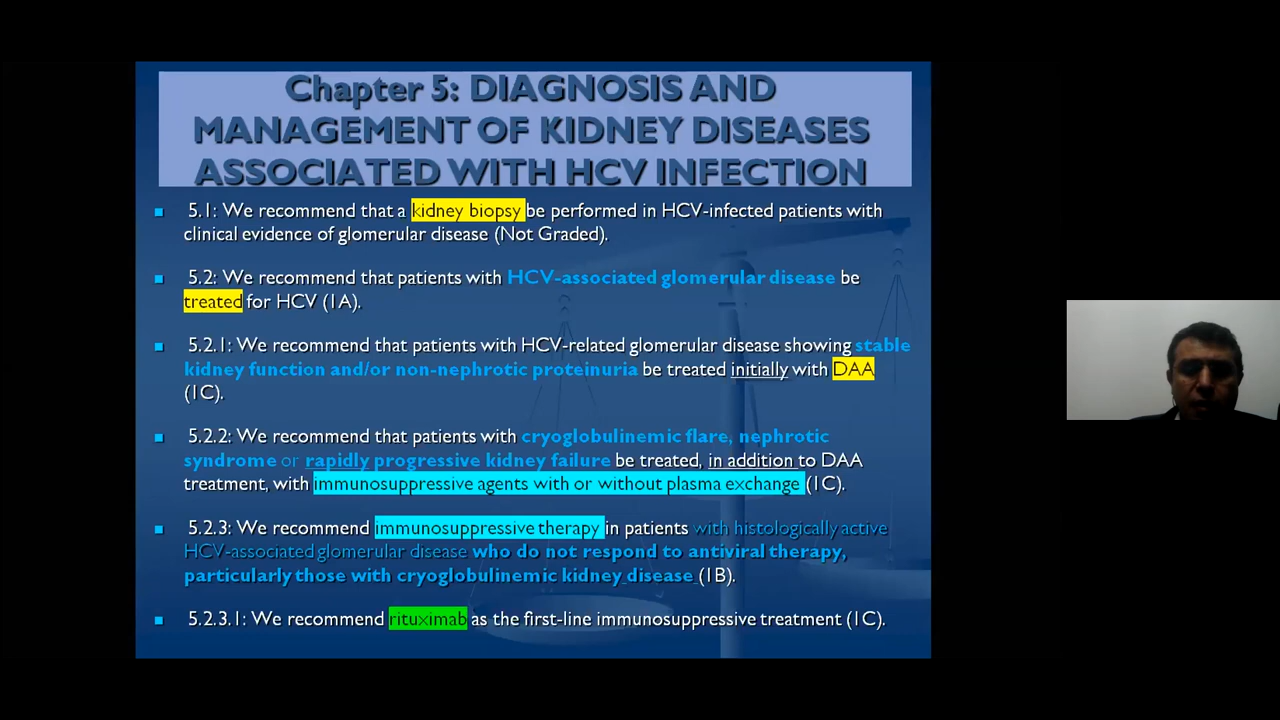 Chapter 5: DIAGNOSIS AND
MANAGEMENT OF KIDNEY DISEASES
ASSOCIATED WITH HCV INFECTION
5.1: We recommend that a kidney biopsy be performed in HCV-infected patients with
clinical evidence of glomerular disease (Not Graded).
5.2: We recommend that patients with HCV-associated glomerular disease be
treated for HCV (1A).
5.2.1: We recommend that patients with HCV-related glomerular disease showing stable
kidney function and/or non-nephrotic proteinuria be treated initially with DAA
(1C).
5.2.2: We recommend that patients with cryoglobulinemic flare, nephrotic
syndrome or rapidly progressive kidney failure be treated, in addition to DAA
treatment, with immunosuppressive agents with or without plasma exchange (1C).
5.2.3: We recommend immunosuppressive therapy in patients with histologically active
HCV-associated glomerular disease who do not respond to antiviral therapy,
particularly those with cryoglobulinemic kidney disease (1B).
5.2.3.1: We recommend rituximab as the first-line immunosuppressive treatment (1C).